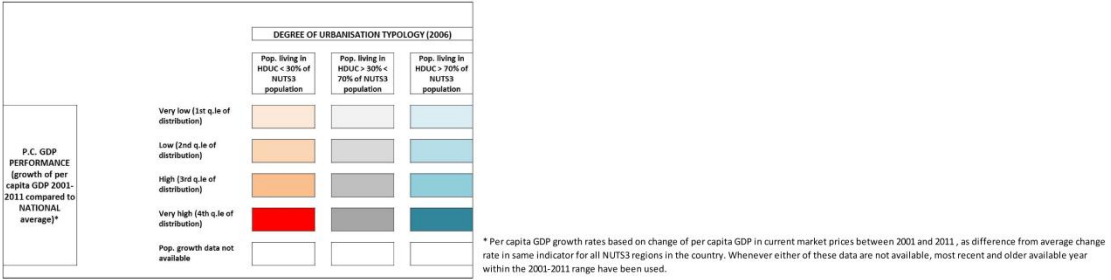 DEGREE OF URBANISATION TYPOLOGY (2006)
Pop. living in
HDUC < 30% of
NUTS3
population
Pop. living in
HDUC > 30% <
70% of NUTS3
population
Pop. living in
HDUC > 70% of
NUTS3
population
P.C. GDP
PERFORMANCE
(growth of per
capita GDP 2001-
2011 compared to
NATIONAL
average)*
Very low (1st q.le of
distribution)
Low (2nd q.le of
distribution)
High (3rd q.le of
distribution)
Very high (4th q.le of
distribution)
Pop. growth data not
available
* Per capita GDP growth rates based on change of per capita GDP in current market prices between 2001 and 2011 , as difference from average change
rate in same indicator for all NUTS3 regions in the country. Whenever either of these data are not available, most recent and older available year
within the 2001-2011 range have been used.